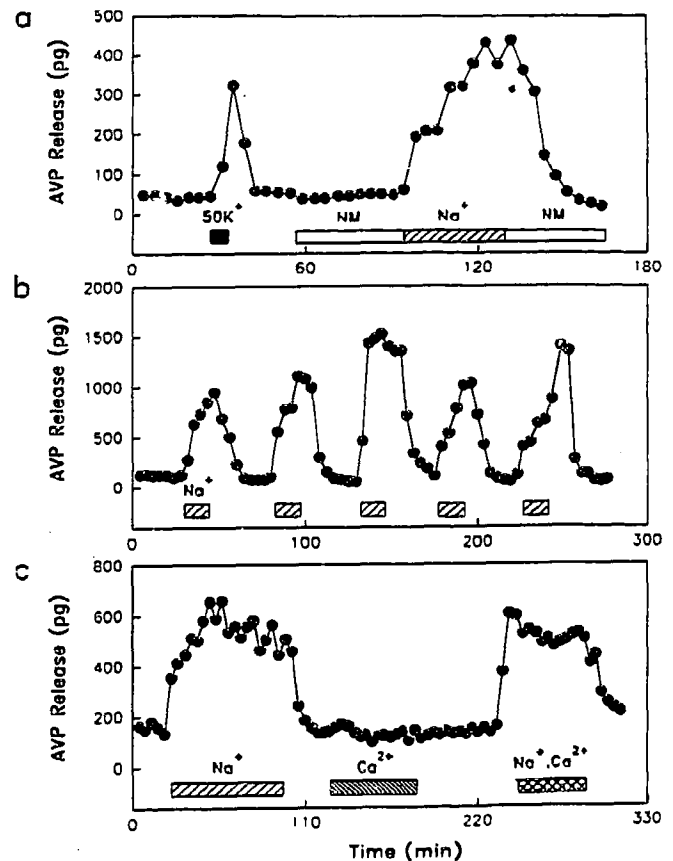 a
AVP Release (pg)
500
400
300
200
100
0
50K+
NM
Na+
NM
0
60
120
180
b
AVP Release (pg)
2000
1500
1000
500
0
Na+
0
100
200
300
c
AVP Release (pg)
800
600
400
200
0
Na+
Ca2+
Na+,Ca2+
0
110
220
330
Time (min)